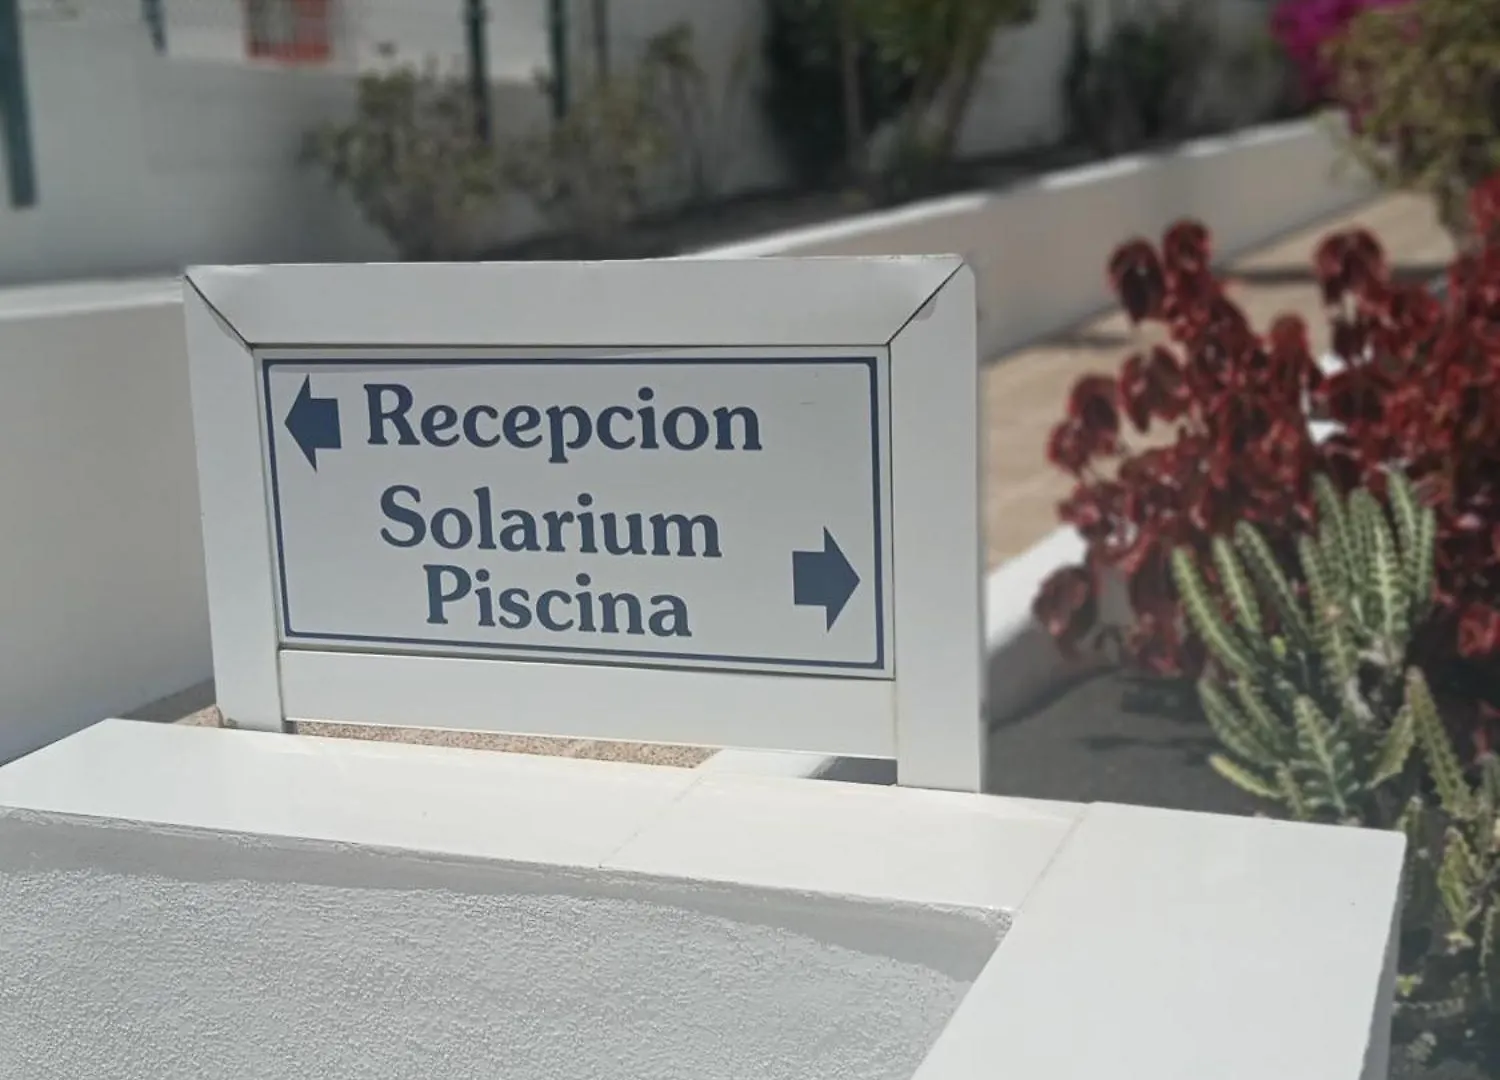 Recepcion
Solarium
Piscina